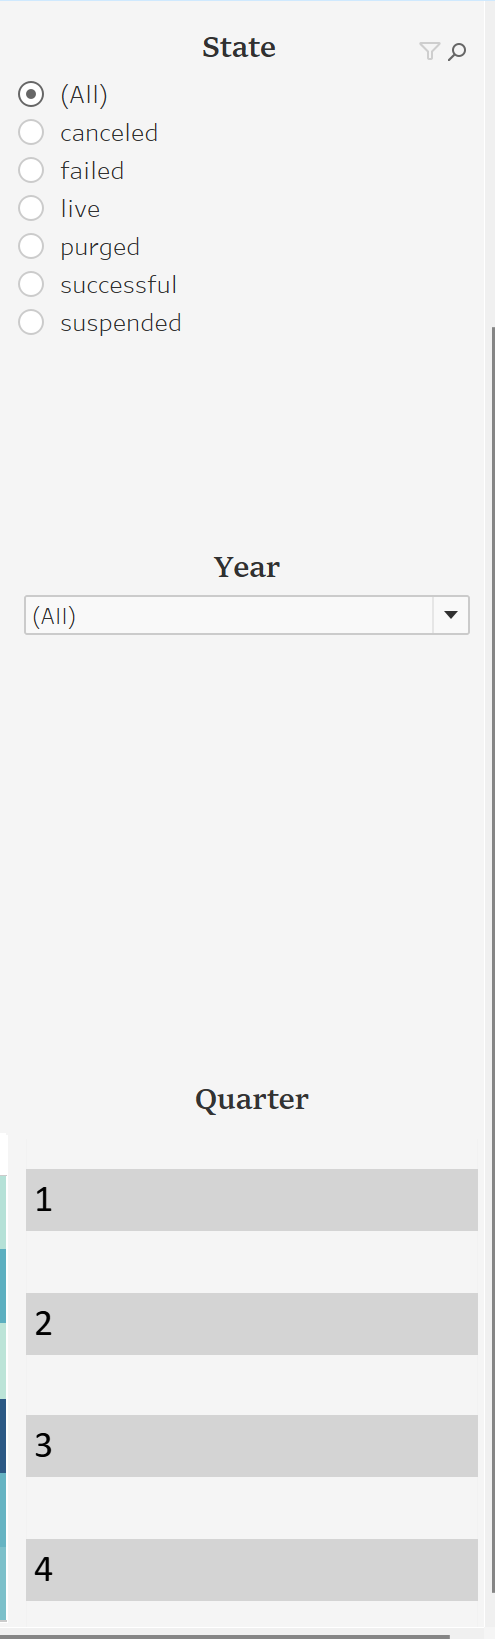 State
(All)
canceled
failed
live
purged
successful
suspended
Year
(All)
Quarter
1
2
3
4